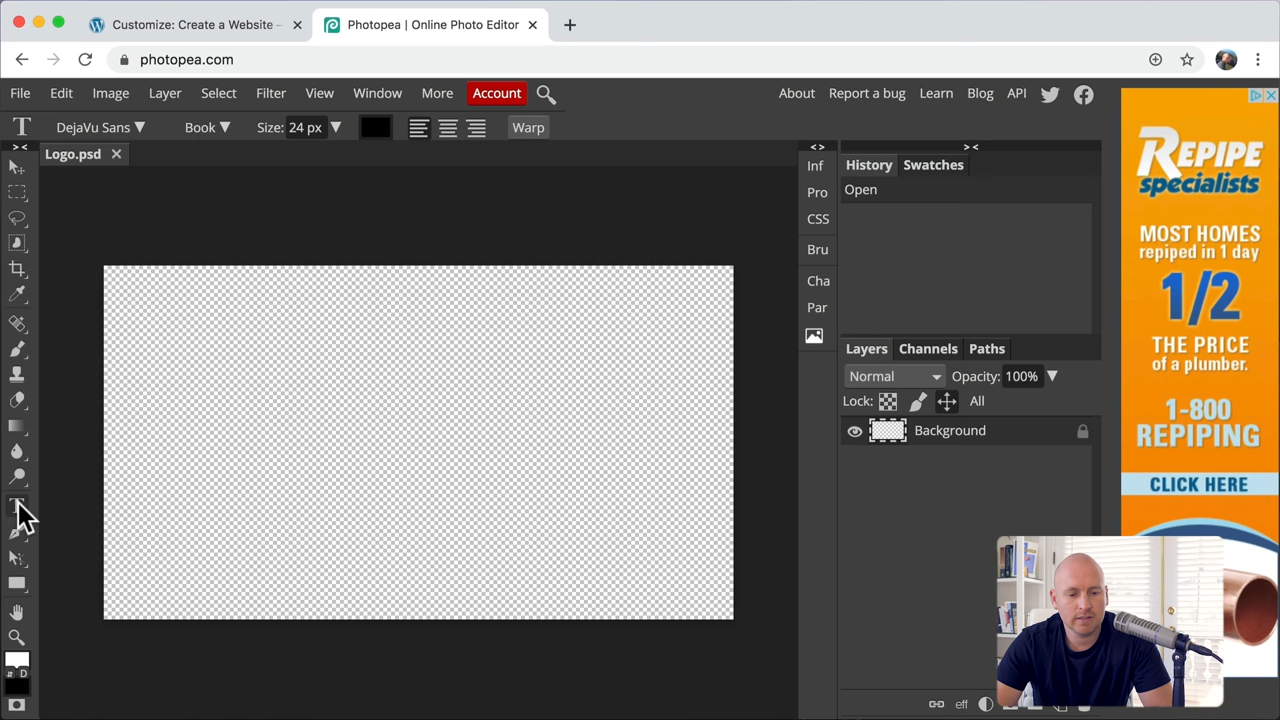 Customize: Create a Website –
Photopea | Online Photo Editor
photopea.com
File Edit Image Layer Select Filter View Window More Account
About Report a bug Learn Blog API
DejaVu Sans Book Size: 24 px Warp
Logo.psd
Inf
Pro
CSS
Bru
Cha
Par
History Swatches
Open
Layers Channels Paths
Normal Opacity: 100%
Lock: All
Background
eff
D
REPIPE
specialists
MOST HOMES
repiped in 1 day
1/2
THE PRICE
of a plumber.
1-800
REPIPING
CLICK HERE